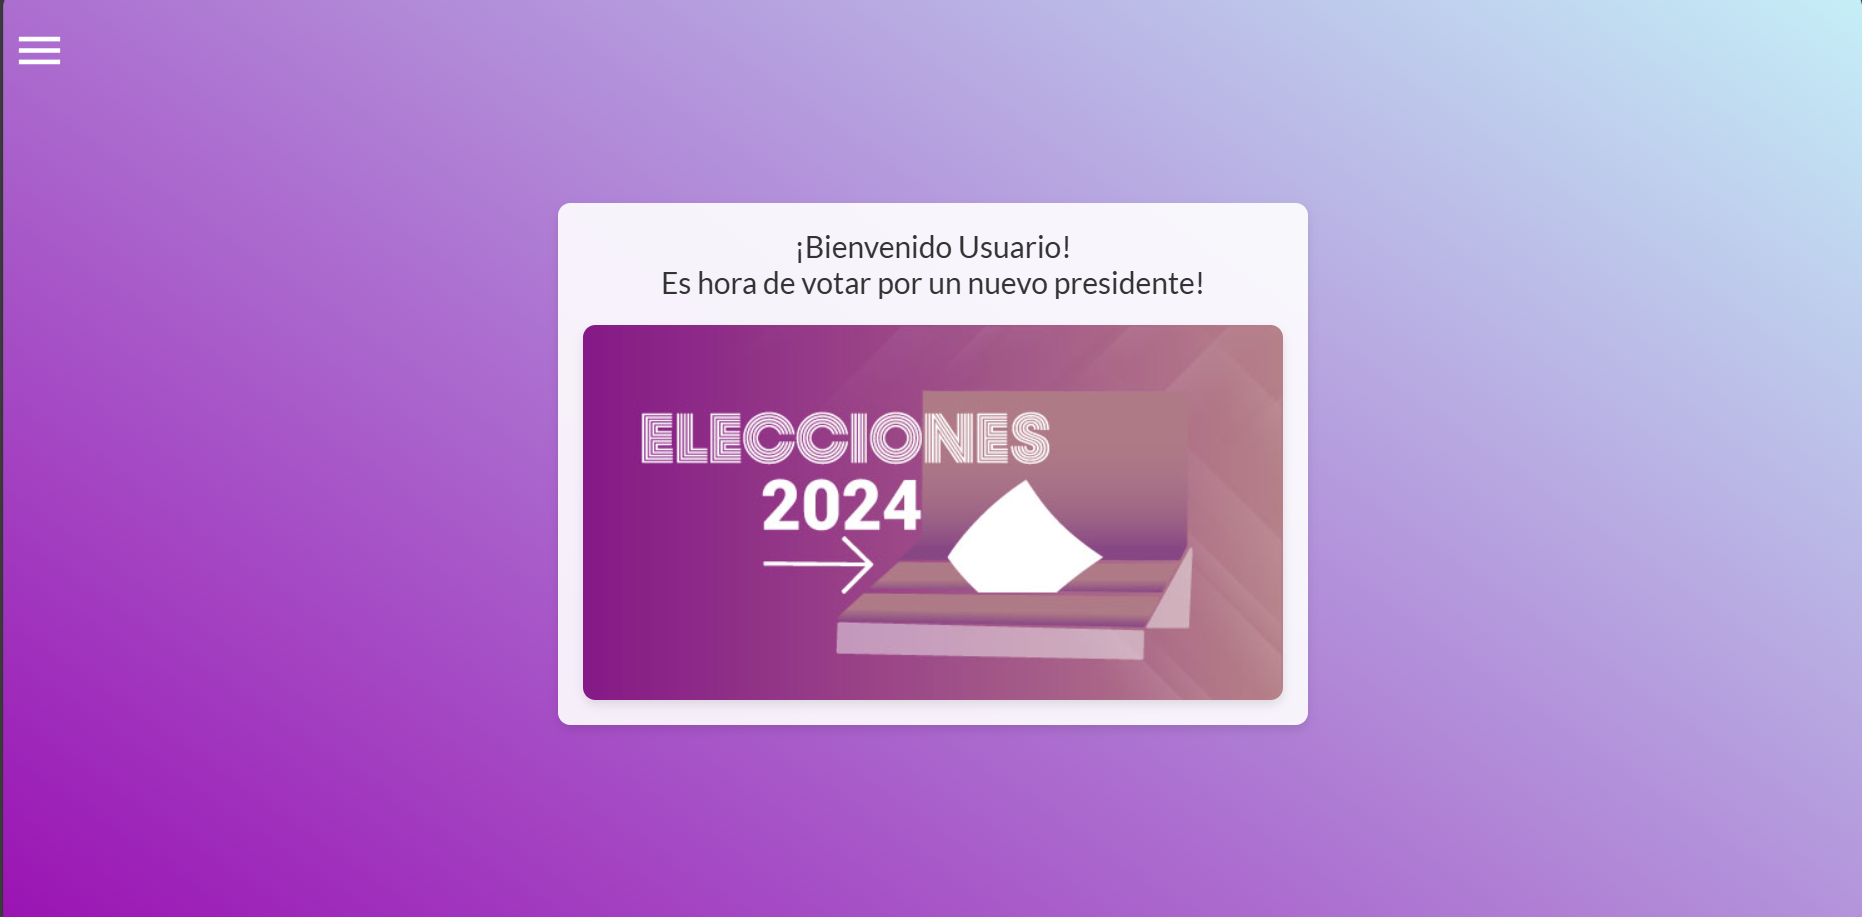 ¡Bienvenido Usuario!
Es hora de votar por un nuevo presidente!
ELECCIONES
2024